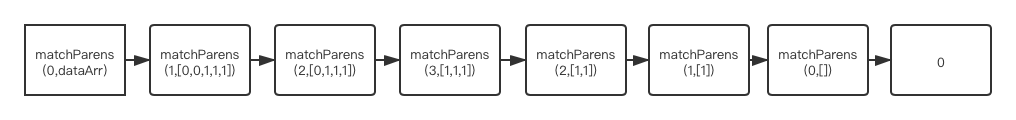 matchParens
(0,dataArr)
matchParens
(1,[0,0,1,1,1])
matchParens
(2,[0,1,1,1])
matchParens
(3,[1,1,1])
matchParens
(2,[1,1])
matchParens
(1,[1])
matchParens
(0,[])
0